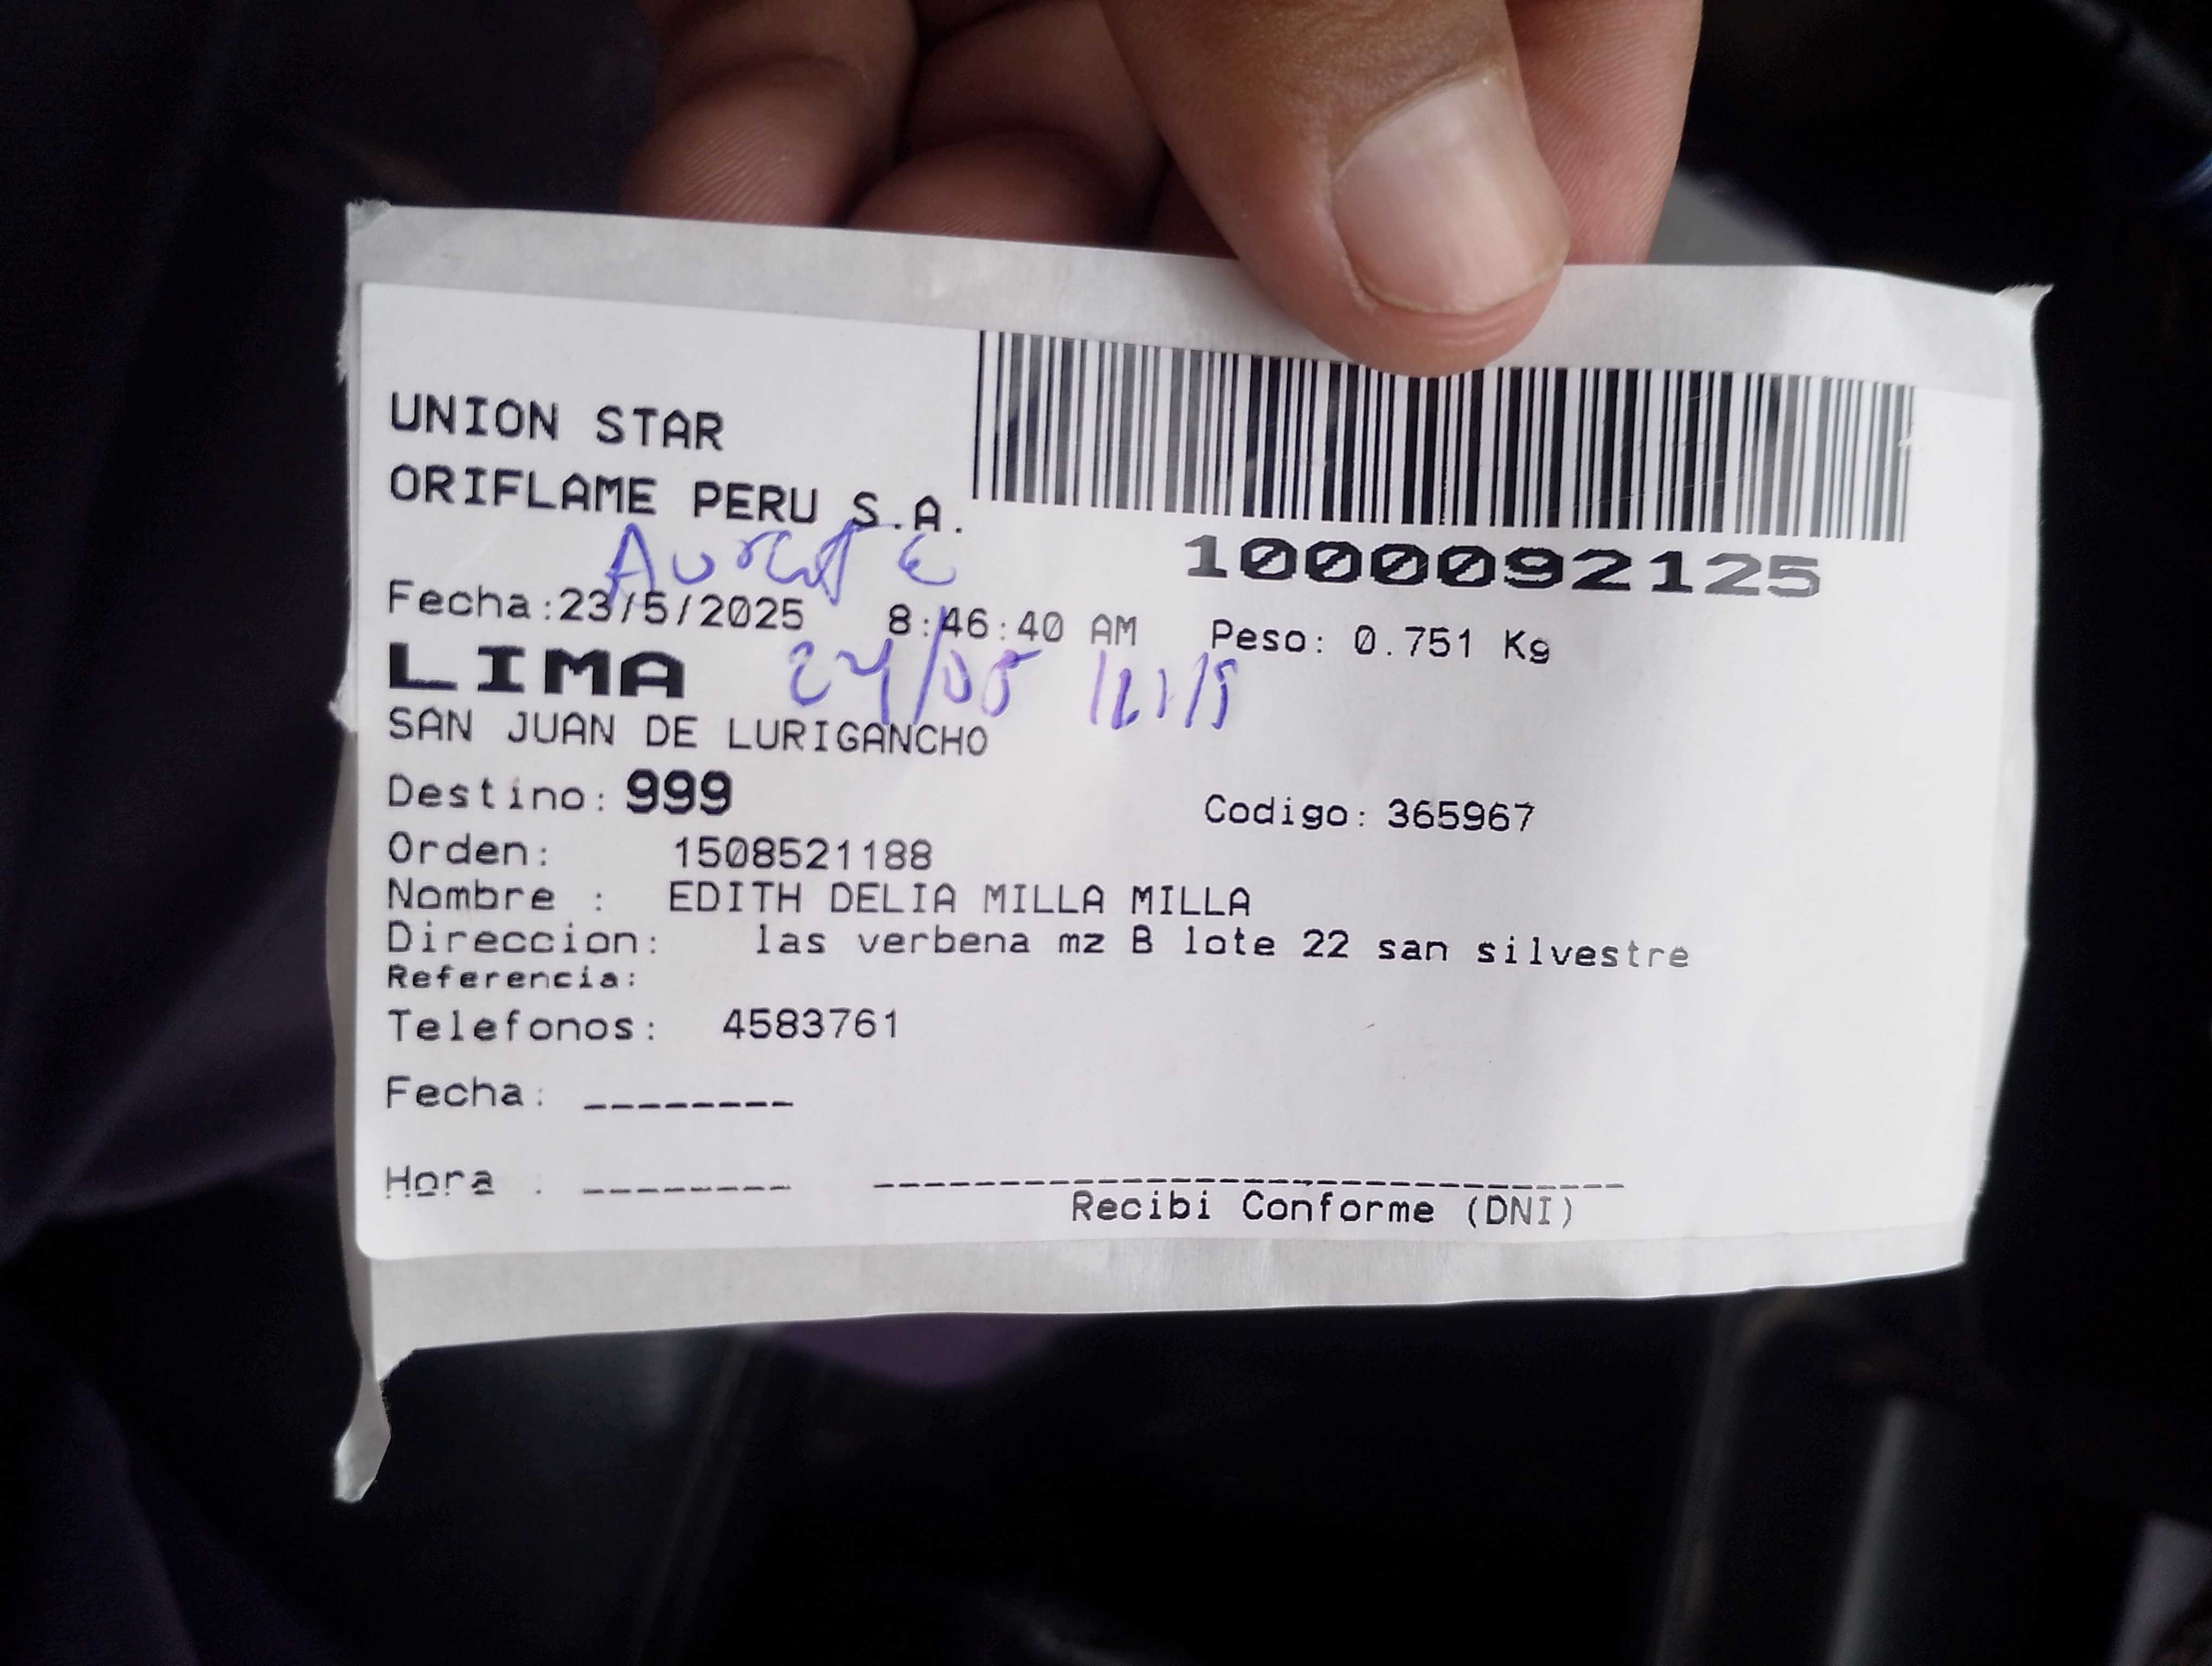 UNION STAR
ORIFLAME PERU S.A.
1000092125
Fecha:23/5/2025 8:46:40 AM Peso: 0.751 Kg
LIMA 24/05
SAN JUAN DE LURIGANCHO
Destino: 999 Codigo: 365967
Orden: 1508521188
Nombre : EDITH DELIA MILLA MILLA
Direccion: las verbena mz B lote 22 san silvestre
Referencia:
Telefonos: 4583761
Fecha: --------
Hora : --------
Recibi Conforme (DNI)